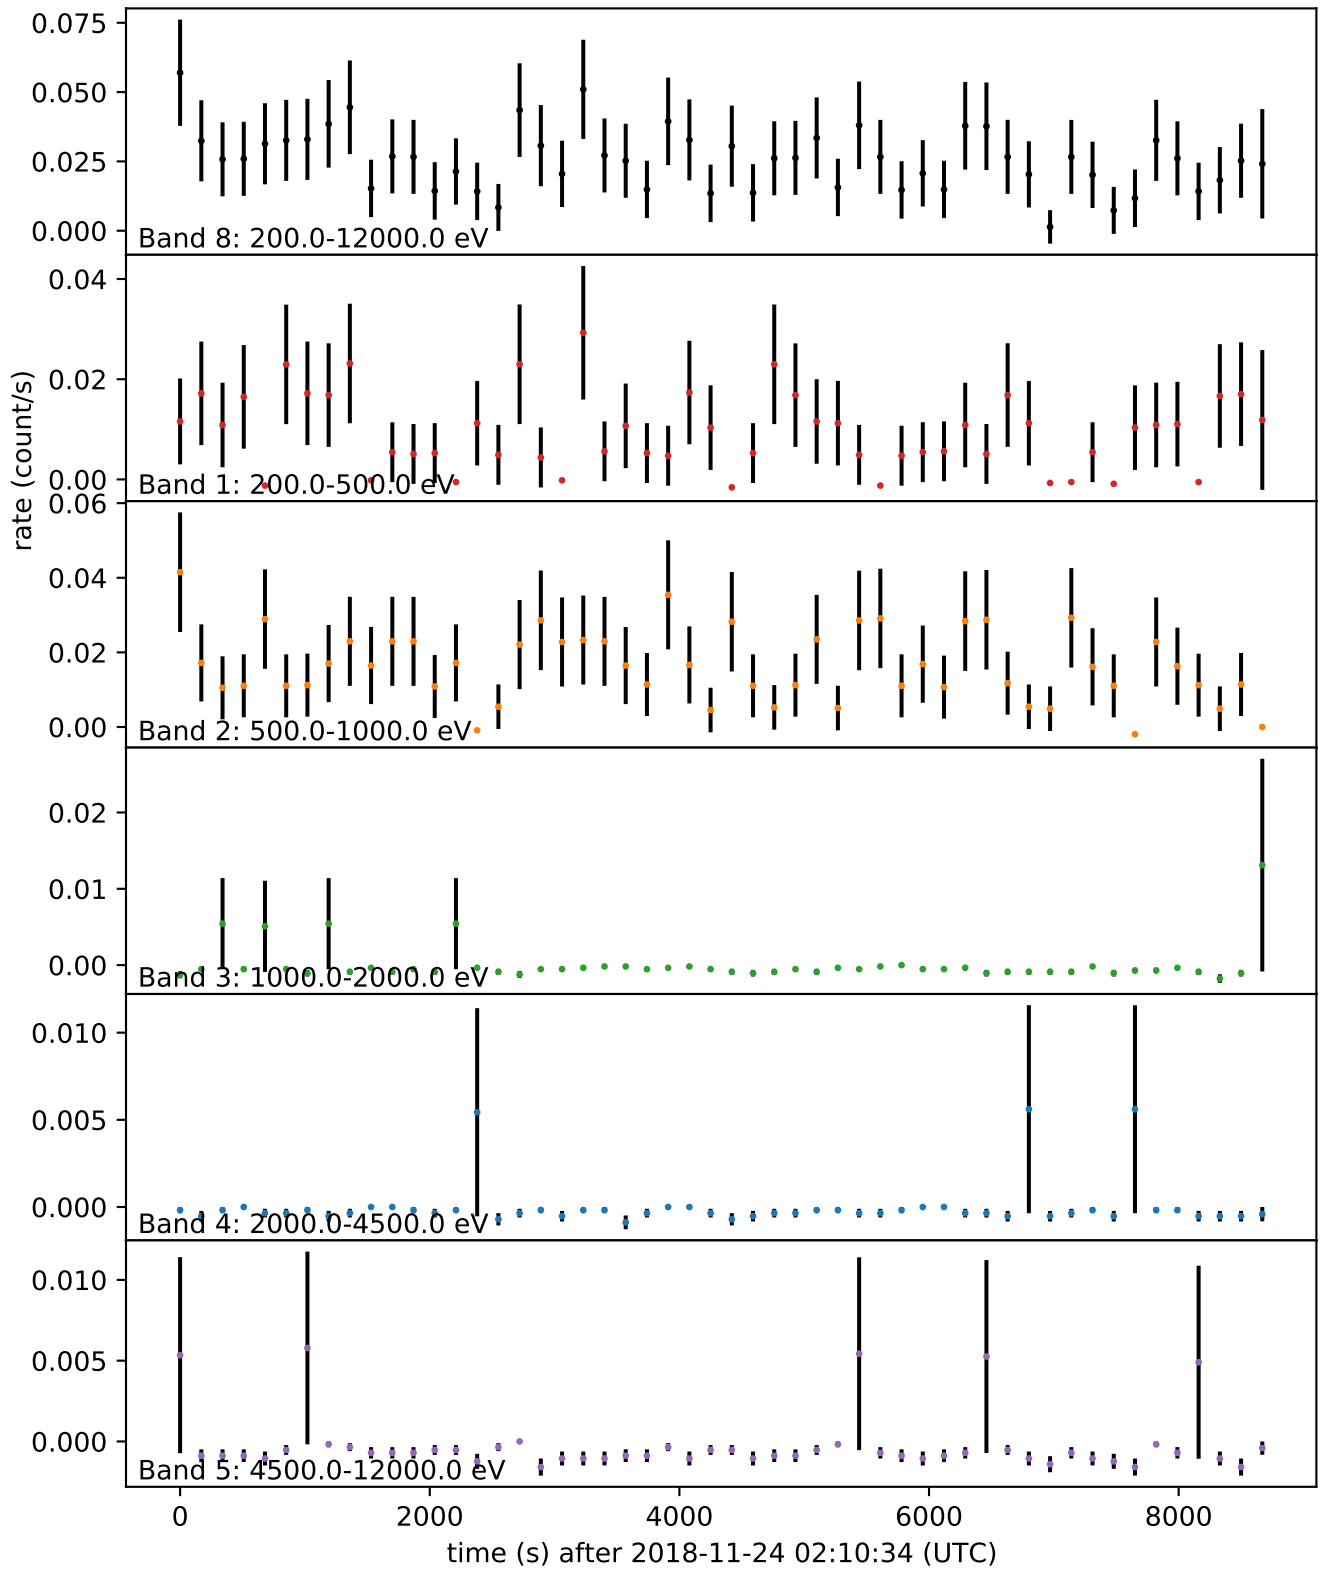 0.075
0.050
0.025
0.000
Band 8: 200.0-12000.0 eV
0.04
0.02
0.00
Band 1: 200.0-500.0 eV
rate (count/s)
0.06
0.04
0.02
0.00
Band 2: 500.0-1000.0 eV
0.02
0.01
0.00
Band 3: 1000.0-2000.0 eV
0.010
0.005
0.000
Band 4: 2000.0-4500.0 eV
0.010
0.005
0.000
Band 5: 4500.0-12000.0 eV
0 2000 4000 6000 8000
time (s) after 2018-11-24 02:10:34 (UTC)